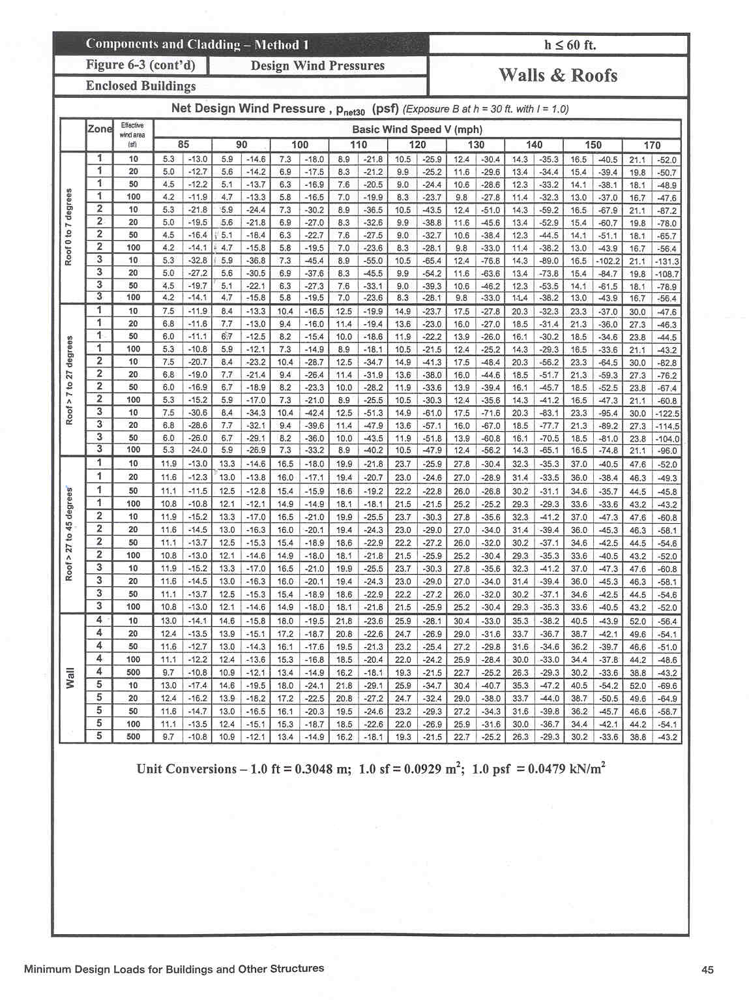 Components and Cladding – Method 1
h ≤ 60 ft.
Figure 6-3 (cont'd)
Design Wind Pressures
Walls & Roofs
Enclosed Buildings
Net Design Wind Pressure , pnet30 (psf) (Exposure B at h = 30 ft. with I = 1.0)
Zone
Effective wind area (sf)
Basic Wind Speed V (mph)
85 90 100 110 120 130 140 150 170
Roof 0 to 7 degrees
1 10 5.3 -13.0 5.9 -14.6 7.3 -18.0 8.9 -21.8 10.5 -25.9 12.4 -30.4 14.3 -35.3 16.5 -40.5 21.1 -52.0
1 20 5.0 -12.7 5.6 -14.2 6.9 -17.5 8.3 -21.2 9.9 -25.2 11.6 -29.6 13.4 -34.4 15.4 -39.4 19.8 -50.7
1 50 4.5 -12.2 5.1 -13.7 6.3 -16.9 7.6 -20.5 9.0 -24.4 10.6 -28.6 12.3 -33.2 14.1 -38.1 18.1 -48.9
1 100 4.2 -11.9 4.7 -13.3 5.8 -16.5 7.0 -19.9 8.3 -23.7 9.8 -27.8 11.4 -32.3 13.0 -37.0 16.7 -47.6
2 10 5.3 -21.8 5.9 -24.4 7.3 -30.2 8.9 -36.5 10.5 -43.5 12.4 -51.0 14.3 -59.2 16.5 -67.9 21.1 -87.2
2 20 5.0 -19.5 5.6 -21.8 6.9 -27.0 8.3 -32.6 9.9 -38.8 11.6 -45.6 13.4 -52.9 15.4 -60.7 19.8 -78.0
2 50 4.5 -16.4 5.1 -18.4 6.3 -22.7 7.6 -27.5 9.0 -32.7 10.6 -38.4 12.3 -44.5 14.1 -51.1 18.1 -65.7
2 100 4.2 -14.1 4.7 -15.8 5.8 -19.5 7.0 -23.6 8.3 -28.1 9.8 -33.0 11.4 -38.2 13.0 -43.9 16.7 -56.4
3 10 5.3 -32.8 5.9 -36.8 7.3 -45.4 8.9 -55.0 10.5 -65.4 12.4 -76.8 14.3 -89.0 16.5 -102.2 21.1 -131.3
3 20 5.0 -27.2 5.6 -30.5 6.9 -37.6 8.3 -45.5 9.9 -54.2 11.6 -63.6 13.4 -73.8 15.4 -84.7 19.8 -108.7
3 50 4.5 -19.7 5.1 -22.1 6.3 -27.3 7.6 -33.1 9.0 -39.3 10.6 -46.2 12.3 -53.5 14.1 -61.5 18.1 -78.9
3 100 4.2 -14.1 4.7 -15.8 5.8 -19.5 7.0 -23.6 8.3 -28.1 9.8 -33.0 11.4 -38.2 13.0 -43.9 16.7 -56.4
Roof > 7 to 27 degrees
1 10 7.5 -11.9 8.4 -13.3 10.4 -16.5 12.5 -19.9 14.9 -23.7 17.5 -27.8 20.3 -32.3 23.3 -37.0 30.0 -47.6
1 20 6.8 -11.6 7.7 -13.0 9.4 -16.0 11.4 -19.4 13.6 -23.0 16.0 -27.0 18.5 -31.4 21.3 -36.0 27.3 -46.3
1 50 6.0 -11.1 6.7 -12.5 8.2 -15.4 10.0 -18.6 11.9 -22.2 13.9 -26.0 16.1 -30.2 18.5 -34.6 23.8 -44.5
1 100 5.3 -10.8 5.9 -12.1 7.3 -14.9 8.9 -18.1 10.5 -21.5 12.4 -25.2 14.3 -29.3 16.5 -33.6 21.1 -43.2
2 10 7.5 -20.7 8.4 -23.2 10.4 -28.7 12.5 -34.7 14.9 -41.3 17.5 -48.4 20.3 -56.2 23.3 -64.5 30.0 -82.8
2 20 6.8 -19.0 7.7 -21.4 9.4 -26.4 11.4 -31.9 13.6 -38.0 16.0 -44.6 18.5 -51.7 21.3 -59.3 27.3 -76.2
2 50 6.0 -16.9 6.7 -18.9 8.2 -23.3 10.0 -28.2 11.9 -33.6 13.9 -39.4 16.1 -45.7 18.5 -52.5 23.8 -67.4
2 100 5.3 -15.2 5.9 -17.0 7.3 -21.0 8.9 -25.5 10.5 -30.3 12.4 -35.6 14.3 -41.2 16.5 -47.3 21.1 -60.8
3 10 7.5 -30.6 8.4 -34.3 10.4 -42.4 12.5 -51.3 14.9 -61.0 17.5 -71.6 20.3 -83.1 23.3 -95.4 30.0 -122.5
3 20 6.8 -28.6 7.7 -32.1 9.4 -39.6 11.4 -47.9 13.6 -57.1 16.0 -67.0 18.5 -77.7 21.3 -89.2 27.3 -114.5
3 50 6.0 -26.0 6.7 -29.1 8.2 -36.0 10.0 -43.5 11.9 -51.8 13.9 -60.8 16.1 -70.5 18.5 -81.0 23.8 -104.0
3 100 5.3 -24.0 5.9 -26.9 7.3 -33.2 8.9 -40.2 10.5 -47.9 12.4 -56.2 14.3 -65.1 16.5 -74.8 21.1 -96.0
Roof > 27 to 45 degrees
1 10 11.9 -13.0 13.3 -14.6 16.5 -18.0 19.9 -21.8 23.7 -25.9 27.8 -30.4 32.3 -35.3 37.0 -40.5 47.6 -52.0
1 20 11.6 -12.3 13.0 -13.8 16.0 -17.1 19.4 -20.7 23.0 -24.6 27.0 -28.9 31.4 -33.5 36.0 -38.4 46.3 -49.3
1 50 11.1 -11.5 12.5 -12.8 15.4 -15.9 18.6 -19.2 22.2 -22.8 26.0 -26.8 30.2 -31.1 34.6 -35.7 44.5 -45.8
1 100 10.8 -10.8 12.1 -12.1 14.9 -14.9 18.1 -18.1 21.5 -21.5 25.2 -25.2 29.3 -29.3 33.6 -33.6 43.2 -43.2
2 10 11.9 -15.2 13.3 -17.0 16.5 -21.0 19.9 -25.5 23.7 -30.3 27.8 -35.6 32.3 -41.2 37.0 -47.3 47.6 -60.8
2 20 11.6 -14.5 13.0 -16.3 16.0 -20.1 19.4 -24.3 23.0 -29.0 27.0 -34.0 31.4 -39.4 36.0 -45.3 46.3 -58.1
2 50 11.1 -13.7 12.5 -15.3 15.4 -18.9 18.6 -22.9 22.2 -27.2 26.0 -32.0 30.2 -37.1 34.6 -42.5 44.5 -54.6
2 100 10.8 -13.0 12.1 -14.6 14.9 -18.0 18.1 -21.8 21.5 -25.9 25.2 -30.4 29.3 -35.3 33.6 -40.5 43.2 -52.0
3 10 11.9 -15.2 13.3 -17.0 16.5 -21.0 19.9 -25.5 23.7 -30.3 27.8 -35.6 32.3 -41.2 37.0 -47.3 47.6 -60.8
3 20 11.6 -14.5 13.0 -16.3 16.0 -20.1 19.4 -24.3 23.0 -29.0 27.0 -34.0 31.4 -39.4 36.0 -45.3 46.3 -58.1
3 50 11.1 -13.7 12.5 -15.3 15.4 -18.9 18.6 -22.9 22.2 -27.2 26.0 -32.0 30.2 -37.1 34.6 -42.5 44.5 -54.6
3 100 10.8 -13.0 12.1 -14.6 14.9 -18.0 18.1 -21.8 21.5 -25.9 25.2 -30.4 29.3 -35.3 33.6 -40.5 43.2 -52.0
Wall
4 10 13.0 -14.1 14.6 -15.8 18.0 -19.5 21.8 -23.6 25.9 -28.1 30.4 -33.0 35.3 -38.2 40.5 -43.9 52.0 -56.4
4 20 12.4 -13.5 13.9 -15.1 17.2 -18.7 20.8 -22.6 24.7 -26.9 29.0 -31.6 33.7 -36.7 38.7 -42.1 49.6 -54.1
4 50 11.6 -12.7 13.0 -14.3 16.1 -17.6 19.5 -21.3 23.2 -25.4 27.2 -29.8 31.6 -34.6 36.2 -39.7 46.6 -51.0
4 100 11.1 -12.2 12.4 -13.6 15.3 -16.8 18.5 -20.4 22.0 -24.2 25.9 -28.4 30.0 -33.0 34.4 -37.8 44.2 -48.6
4 500 9.7 -10.8 10.9 -12.1 13.4 -14.9 16.2 -18.1 19.3 -21.5 22.7 -25.2 26.3 -29.3 30.2 -33.6 38.8 -43.2
5 10 13.0 -17.4 14.6 -19.5 18.0 -24.1 21.8 -29.1 25.9 -34.7 30.4 -40.7 35.3 -47.2 40.5 -54.2 52.0 -69.6
5 20 12.4 -16.2 13.9 -18.2 17.2 -22.5 20.8 -27.2 24.7 -32.4 29.0 -38.0 33.7 -44.0 38.7 -50.5 49.6 -64.9
5 50 11.6 -14.7 13.0 -16.5 16.1 -20.3 19.5 -24.6 23.2 -29.3 27.2 -34.3 31.6 -39.8 36.2 -45.7 46.6 -58.7
5 100 11.1 -13.5 12.4 -15.1 15.3 -18.7 18.5 -22.6 22.0 -26.9 25.9 -31.6 30.0 -36.7 34.4 -42.1 44.2 -54.1
5 500 9.7 -10.8 10.9 -12.1 13.4 -14.9 16.2 -18.1 19.3 -21.5 22.7 -25.2 26.3 -29.3 30.2 -33.6 38.8 -43.2
Unit Conversions – 1.0 ft = 0.3048 m; 1.0 sf = 0.0929 m²; 1.0 psf = 0.0479 kN/m²
Minimum Design Loads for Buildings and Other Structures
45